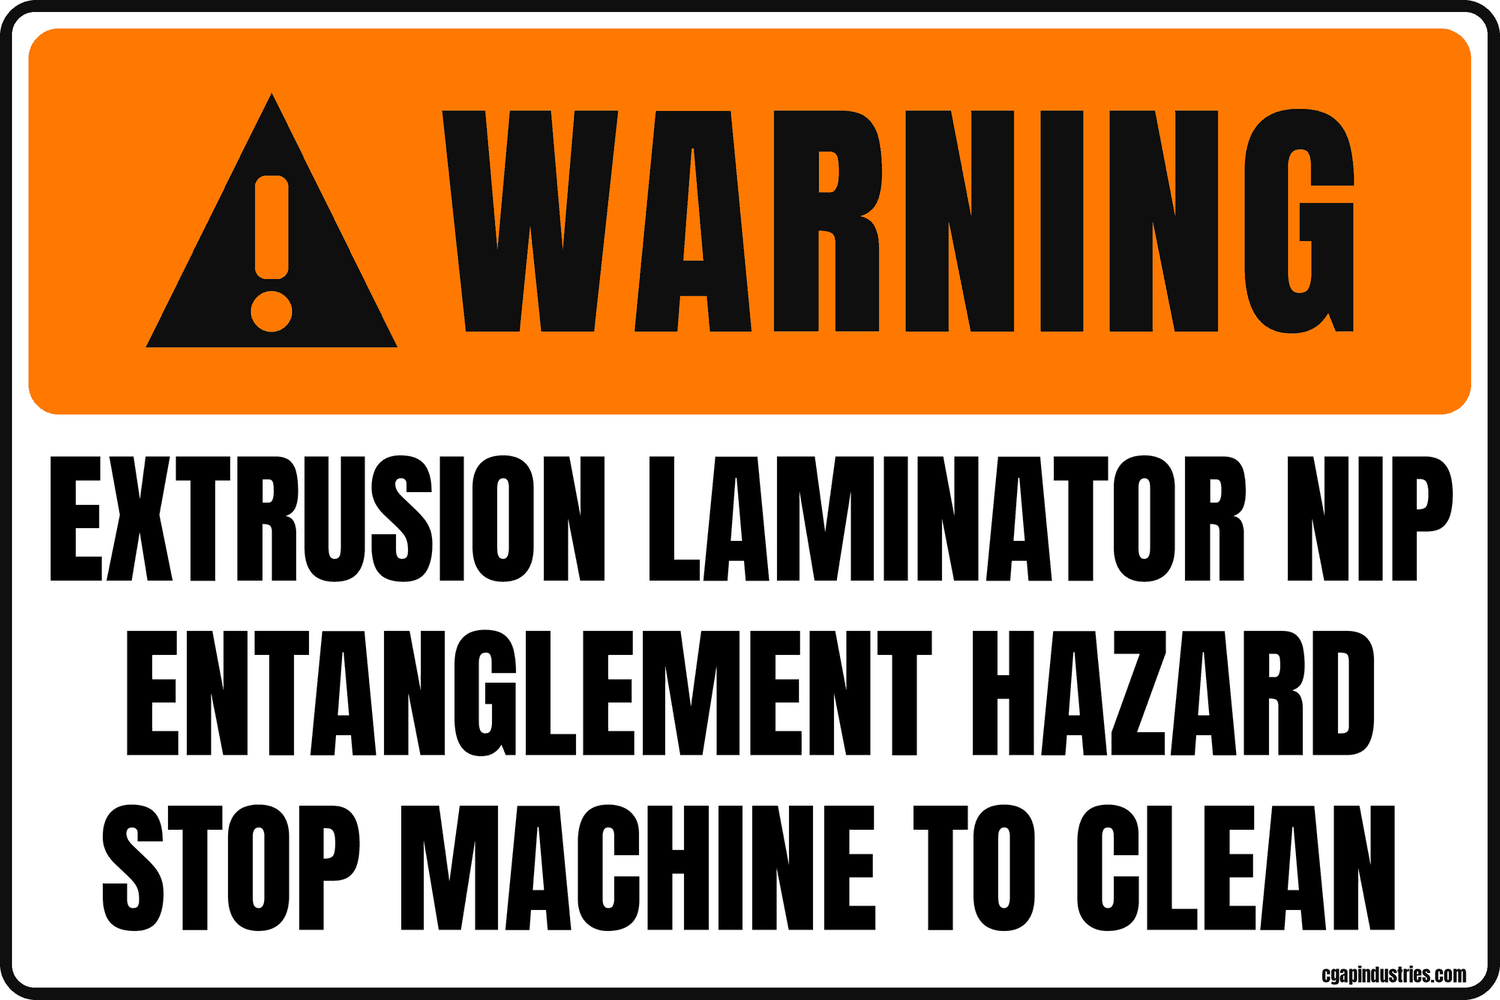 WARNING
EXTRUSION LAMINATOR NIP
ENTANGLEMENT HAZARD
STOP MACHINE TO CLEAN
cgapindustries.com